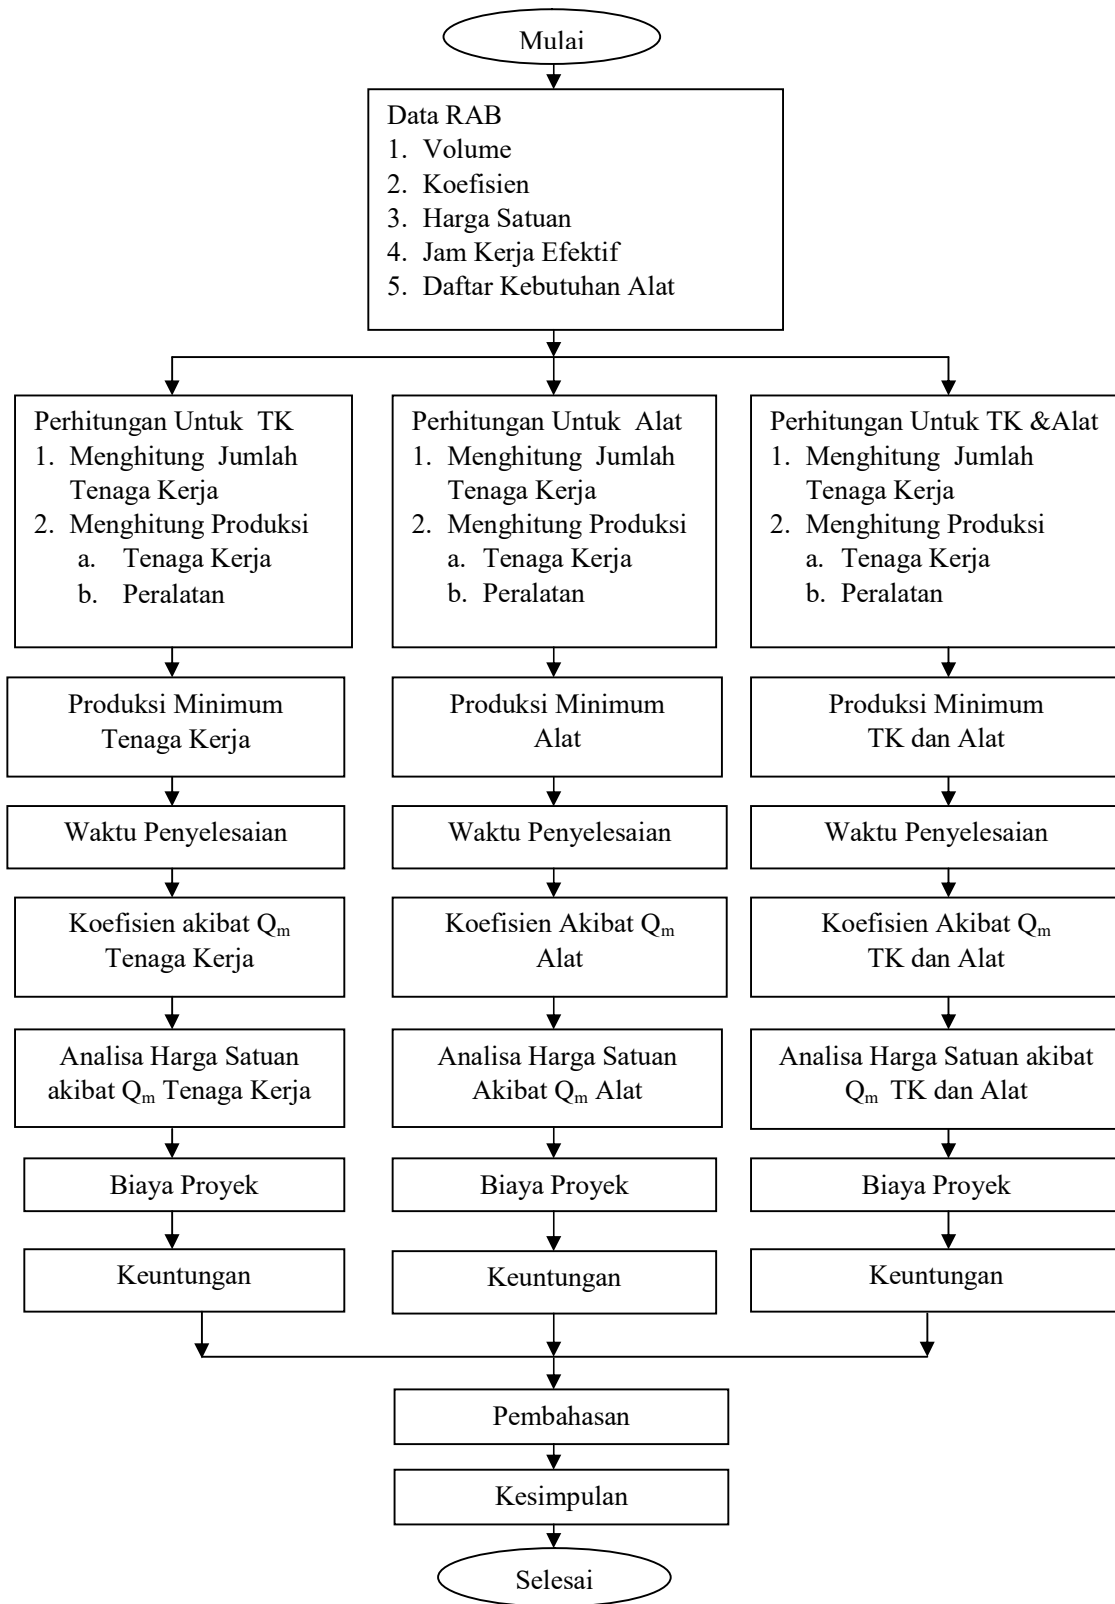 Mulai
Data RAB
1. Volume
2. Koefisien
3. Harga Satuan
4. Jam Kerja Efektif
5. Daftar Kebutuhan Alat
Perhitungan Untuk TK
1. Menghitung Jumlah
Tenaga Kerja
2. Menghitung Produksi
a. Tenaga Kerja
b. Peralatan
Perhitungan Untuk Alat
1. Menghitung Jumlah
Tenaga Kerja
2. Menghitung Produksi
a. Tenaga Kerja
b. Peralatan
Perhitungan Untuk TK &Alat
1. Menghitung Jumlah
Tenaga Kerja
2. Menghitung Produksi
a. Tenaga Kerja
b. Peralatan
Produksi Minimum
Tenaga Kerja
Produksi Minimum
Alat
Produksi Minimum
TK dan Alat
Waktu Penyelesaian
Waktu Penyelesaian
Waktu Penyelesaian
Koefisien akibat Qm
Tenaga Kerja
Koefisien Akibat Qm
Alat
Koefisien Akibat Qm
TK dan Alat
Analisa Harga Satuan
akibat Qm Tenaga Kerja
Analisa Harga Satuan
Akibat Qm Alat
Analisa Harga Satuan akibat
Qm TK dan Alat
Biaya Proyek
Biaya Proyek
Biaya Proyek
Keuntungan
Keuntungan
Keuntungan
Pembahasan
Kesimpulan
Selesai